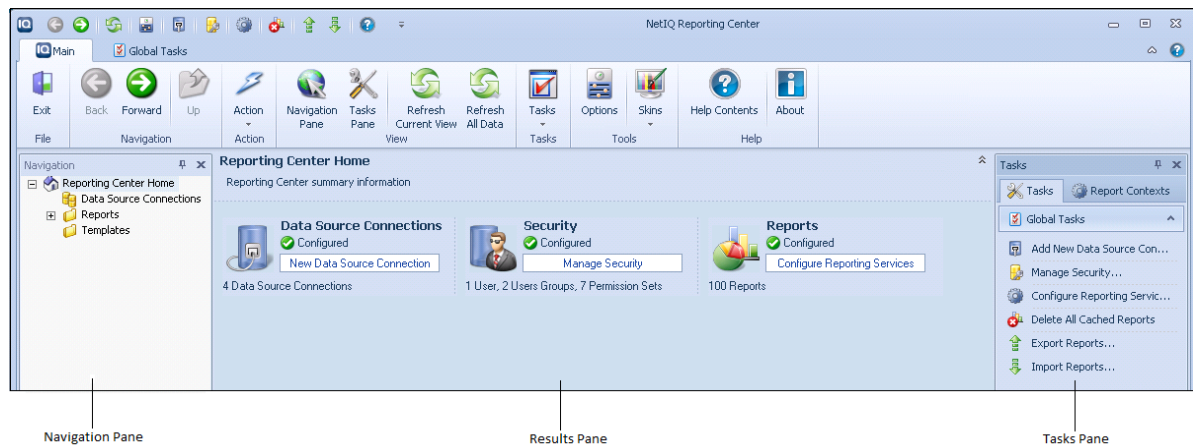 IQ
NetIQ Reporting Center
IQ Main
Global Tasks
Exit
Back
Forward
Up
Action
Navigation Pane
Tasks Pane
Refresh Current View
Refresh All Data
Tasks
Options
Skins
Help Contents
About
File
Navigation
Action
View
Tasks
Tools
Help
Navigation
Reporting Center Home
Data Source Connections
Reports
Templates
Reporting Center Home
Reporting Center summary information
Data Source Connections
Configured
New Data Source Connection
4 Data Source Connections
Security
Configured
Manage Security
1 User, 2 Users Groups, 7 Permission Sets
Reports
Configured
Configure Reporting Services
100 Reports
Tasks
Tasks
Report Contexts
Global Tasks
Add New Data Source Con...
Manage Security...
Configure Reporting Servic...
Delete All Cached Reports
Export Reports...
Import Reports...
Navigation Pane
Results Pane
Tasks Pane